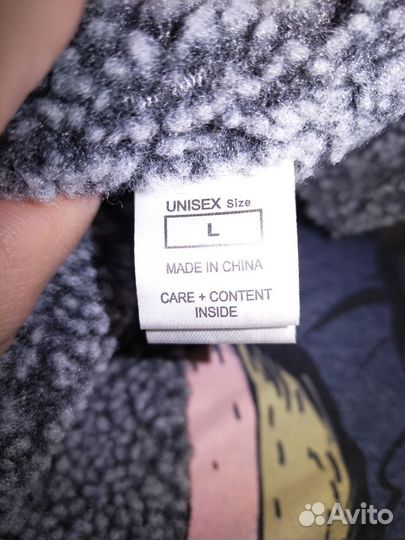 UNISEX Size
L
MADE IN CHINA
CARE + CONTENT
INSIDE
Avito